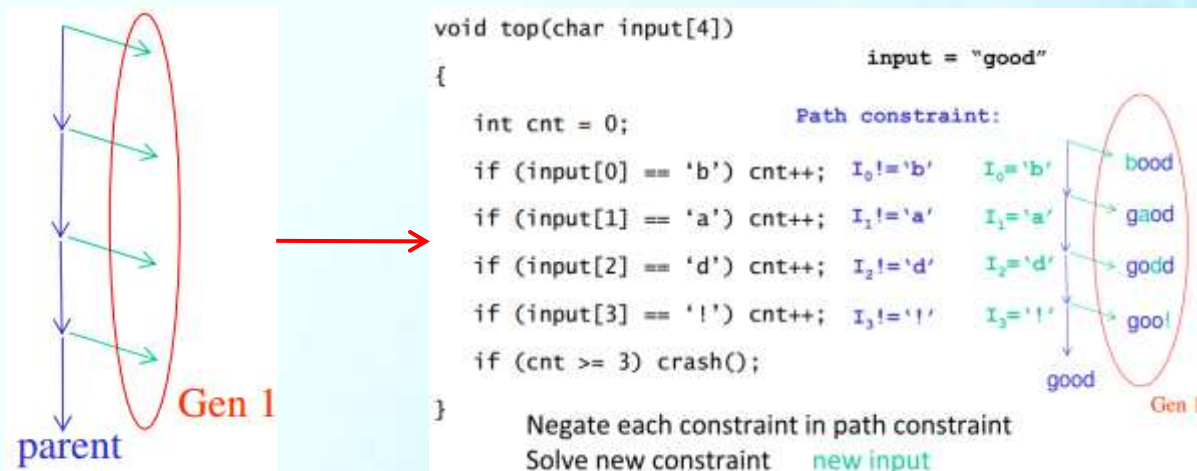 Gen 1
parent
void top(char input[4])
input = "good"
{
int cnt = 0;
Path constraint:
if (input[0] == ‘b’) cnt++; I₀!=‘b’ I₀=‘b’ bood
if (input[1] == ‘a’) cnt++; I₁!=‘a’ I₁=‘a’ gaod
if (input[2] == ‘d’) cnt++; I₂!=‘d’ I₂=‘d’ godd
if (input[3] == ‘!’) cnt++; I₃!=‘!’ I₃=‘!’ goo!
if (cnt >= 3) crash();
good
}
Gen 1
Negate each constraint in path constraint
Solve new constraint new input